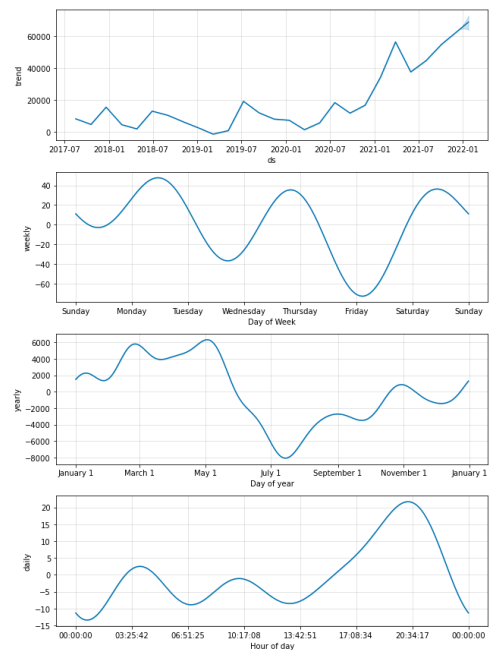 60000
40000
20000
0
trend
2017-07 2018-01 2018-07 2019-01 2019-07 2020-01 2020-07 2021-01 2021-07 2022-01
ds
40
20
0
−20
−40
−60
weekly
Sunday Monday Tuesday Wednesday Thursday Friday Saturday Sunday
Day of Week
6000
4000
2000
0
−2000
−4000
−6000
−8000
yearly
January 1 March 1 May 1 July 1 September 1 November 1 January 1
Day of year
20
15
10
5
0
−5
−10
−15
daily
00:00:00 03:25:42 06:51:25 10:17:08 13:42:51 17:08:34 20:34:17 00:00:00
Hour of day